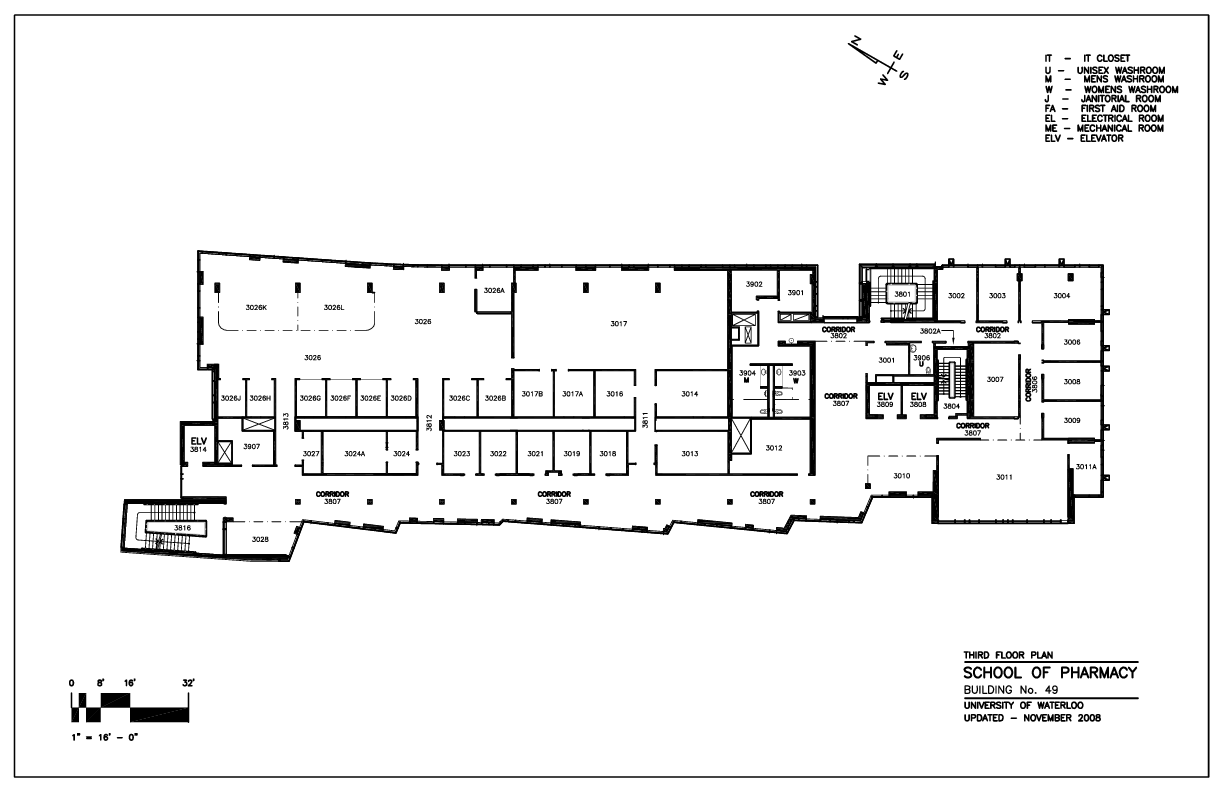 N
E
W
S
IT – IT CLOSET
U – UNISEX WASHROOM
M – MENS WASHROOM
W – WOMENS WASHROOM
J – JANITORIAL ROOM
FA – FIRST AID ROOM
EL – ELECTRICAL ROOM
ME – MECHANICAL ROOM
ELV – ELEVATOR
3026A
3902
3901
3801
3002
3003
3004
3026K
3026L
3026
3017
CORRIDOR
3802
3802A
CORRIDOR
3802
3006
3026
3001
3906
U
3904
M
3903
W
3007
CORRIDOR
3806
3008
3026J
3026H
3026G
3026F
3026E
3026D
3026C
3026B
3017B
3017A
3016
3014
CORRIDOR
3807
ELV
3809
ELV
3808
3804
3813
3812
3811
3009
CORRIDOR
3807
ELV
3814
3907
3027
3024A
3024
3023
3022
3021
3019
3018
3013
3012
3010
3011
3011A
CORRIDOR
3807
CORRIDOR
3807
CORRIDOR
3807
3816
3028
0 8' 16' 32'
1" = 16' – 0"
THIRD FLOOR PLAN
SCHOOL OF PHARMACY
BUILDING No. 49
UNIVERSITY OF WATERLOO
UPDATED – NOVEMBER 2008